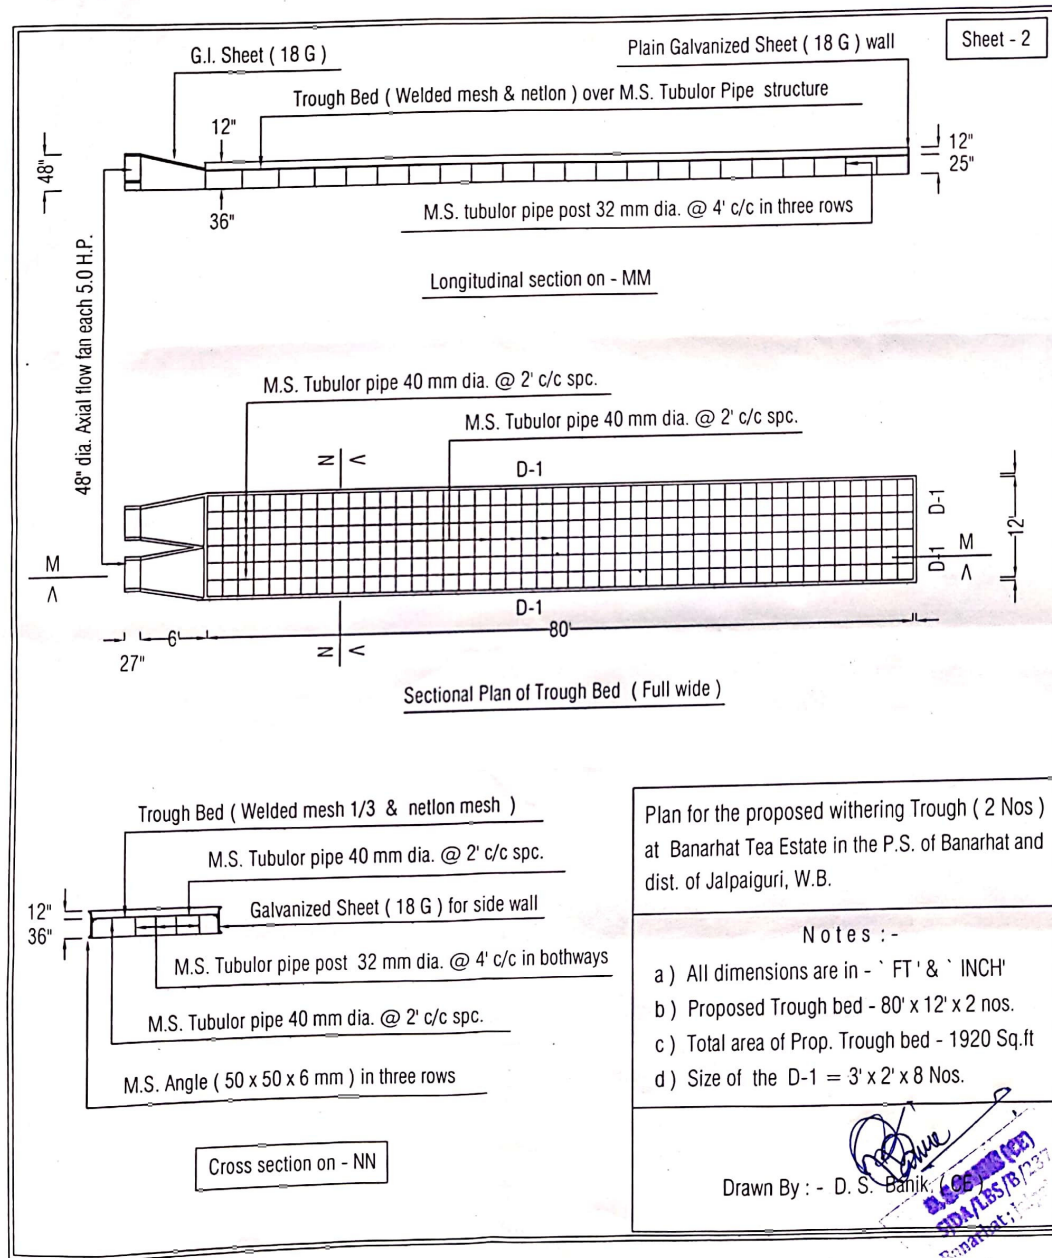 Sheet - 2
G.I. Sheet ( 18 G )
Plain Galvanized Sheet ( 18 G ) wall
Trough Bed ( Welded mesh & netlon ) over M.S. Tubulor Pipe structure
12"
48"
12"
25"
36"
M.S. tubulor pipe post 32 mm dia. @ 4' c/c in three rows
Longitudinal section on - MM
48" dia. Axial flow fan each 5.0 H.P.
M.S. Tubulor pipe 40 mm dia. @ 2' c/c spc.
M.S. Tubulor pipe 40 mm dia. @ 2' c/c spc.
N
D-1
D-1
12'
D-1
M
M
D-1
6'
80'
27"
N
Sectional Plan of Trough Bed ( Full wide )
Trough Bed ( Welded mesh 1/3 & netlon mesh )
M.S. Tubulor pipe 40 mm dia. @ 2' c/c spc.
12"
36"
Galvanized Sheet ( 18 G ) for side wall
M.S. Tubulor pipe post 32 mm dia. @ 4' c/c in bothways
M.S. Tubulor pipe 40 mm dia. @ 2' c/c spc.
M.S. Angle ( 50 x 50 x 6 mm ) in three rows
Cross section on - NN
Plan for the proposed withering Trough ( 2 Nos )
at Banarhat Tea Estate in the P.S. of Banarhat and
dist. of Jalpaiguri, W.B.
Notes : -
a ) All dimensions are in - ` FT ' & ` INCH'
b ) Proposed Trough bed - 80' x 12' x 2 nos.
c ) Total area of Prop. Trough bed - 1920 Sq.ft
d ) Size of the D-1 = 3' x 2' x 8 Nos.
Drawn By : - D. S. Banik. ( CE )
(CE)
SJDA/LBS/B/237
Banarhat;